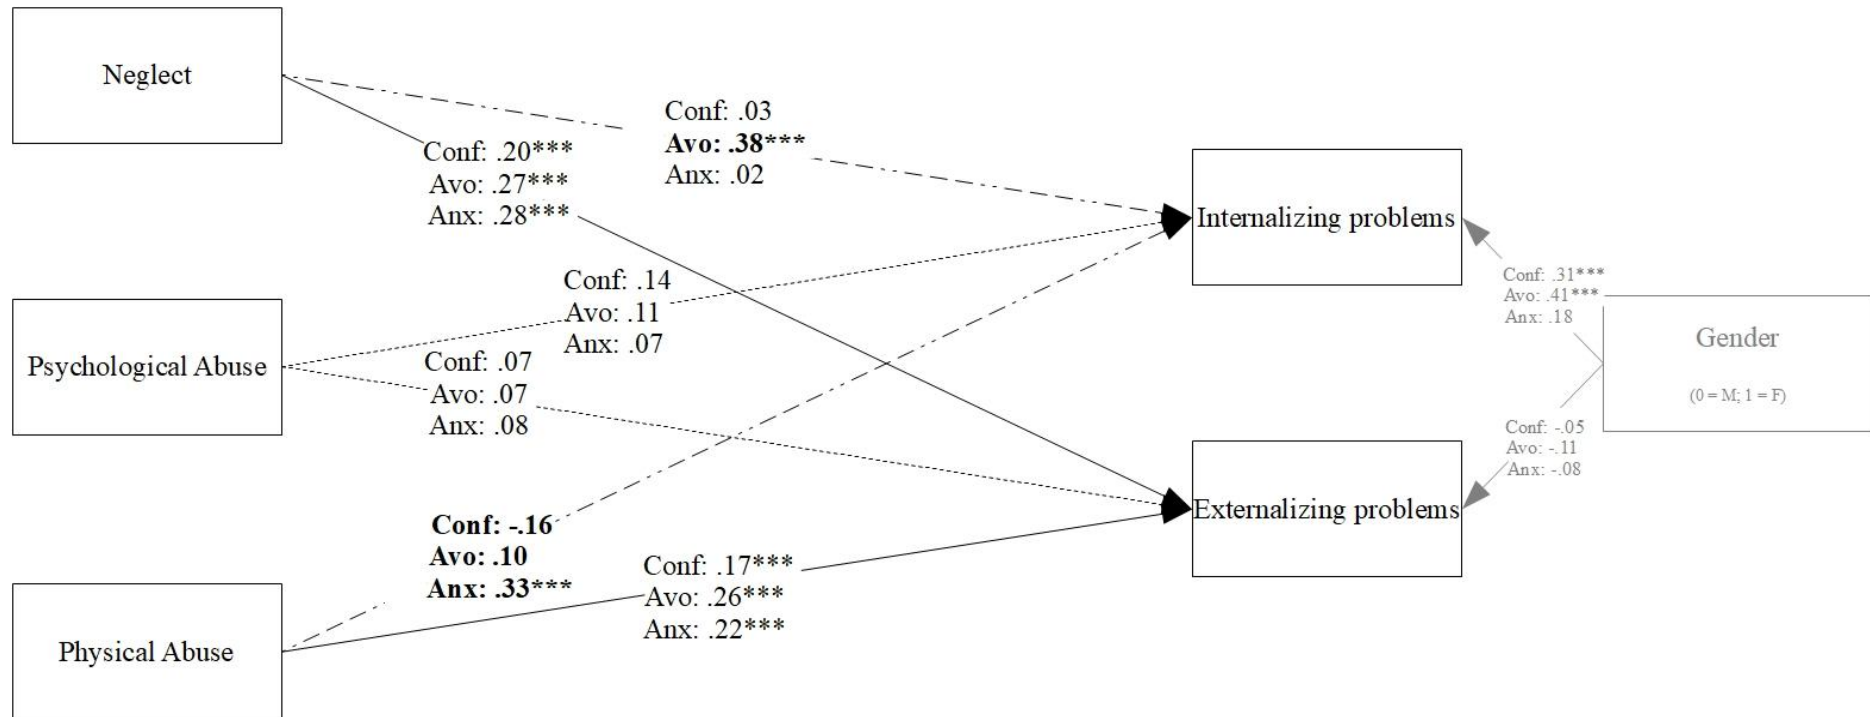 Neglect
Conf: .03
Avo: .38***
Anx: .02
Conf: .20***
Avo: .27***
Anx: .28***
Internalizing problems
Conf: .14
Avo: .11
Anx: .07
Conf: .31***
Avo: .41***
Anx: .18
Gender
(0 = M; 1 = F)
Psychological Abuse
Conf: .07
Avo: .07
Anx: .08
Conf: -.05
Avo: -.11
Anx: -.08
Externalizing problems
Conf: -.16
Avo: .10
Anx: .33***
Conf: .17***
Avo: .26***
Anx: .22***
Physical Abuse